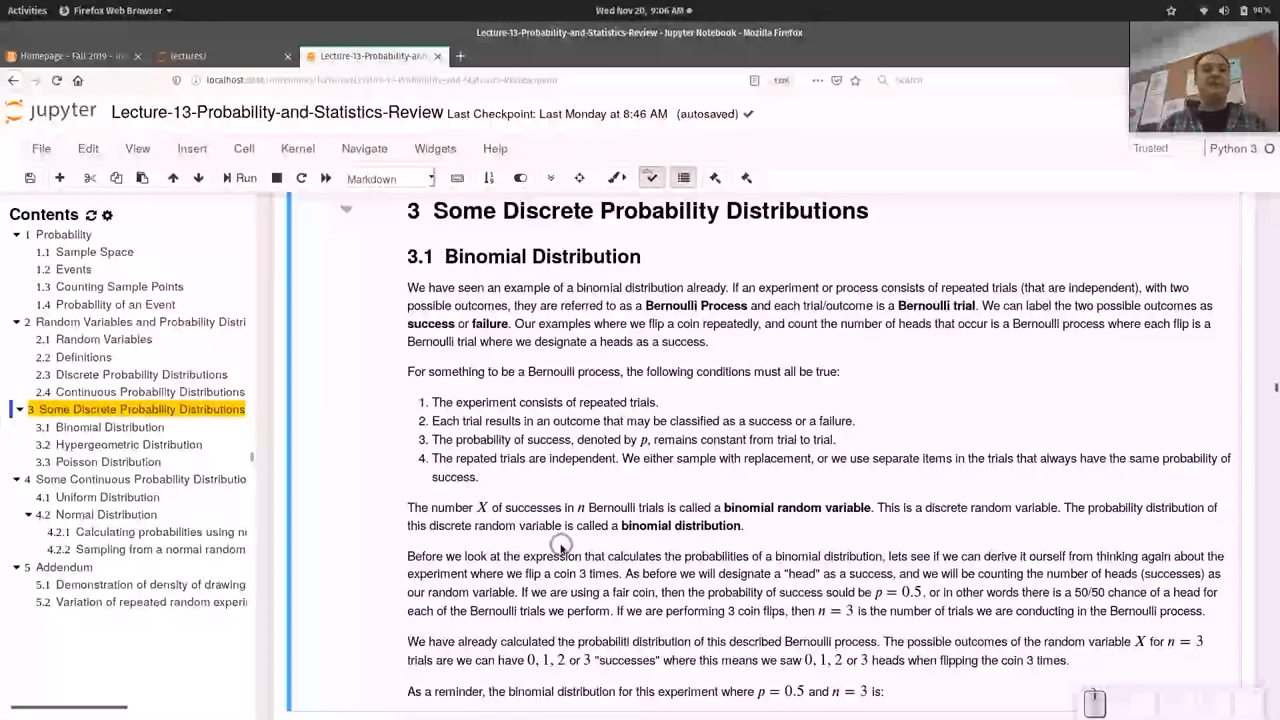 Activities Firefox Web Browser Wed Nov 20, 9:06 AM 98%
Lecture-13-Probability-and-Statistics-Review - Jupyter Notebook - Mozilla Firefox
Homepage - Fall 2019 - lectures/ Lecture-13-Probability-an
Search
jupyter Lecture-13-Probability-and-Statistics-Review Last Checkpoint: Last Monday at 8:46 AM (autosaved)
File Edit View Insert Cell Kernel Navigate Widgets Help Trusted Python 3
Run Markdown
Contents
1 Probability
1.1 Sample Space
1.2 Events
1.3 Counting Sample Points
1.4 Probability of an Event
2 Random Variables and Probability Distri
2.1 Random Variables
2.2 Definitions
2.3 Discrete Probability Distributions
2.4 Continuous Probability Distributions
3 Some Discrete Probability Distributions
3.1 Binomial Distribution
3.2 Hypergeometric Distribution
3.3 Poisson Distribution
4 Some Continuous Probability Distributio
4.1 Uniform Distribution
4.2 Normal Distribution
4.2.1 Calculating probabilities using no
4.2.2 Sampling from a normal random
5 Addendum
5.1 Demonstration of density of drawing
5.2 Variation of repeated random experi
3 Some Discrete Probability Distributions
3.1 Binomial Distribution
We have seen an example of a binomial distribution already. If an experiment or process consists of repeated trials (that are independent), with two
possible outcomes, they are referred to as a Bernoulli Process and each trial/outcome is a Bernoulli trial. We can label the two possible outcomes as
success or failure. Our examples where we flip a coin repeatedly, and count the number of heads that occur is a Bernoulli process where each flip is a
Bernoulli trial where we designate a heads as a success.
For something to be a Bernoulli process, the following conditions must all be true:
1. The experiment consists of repeated trials.
2. Each trial results in an outcome that may be classified as a success or a failure.
3. The probability of success, denoted by p, remains constant from trial to trial.
4. The repated trials are independent. We either sample with replacement, or we use separate items in the trials that always have the same probability of
success.
The number X of successes in n Bernoulli trials is called a binomial random variable. This is a discrete random variable. The probability distribution of
this discrete random variable is called a binomial distribution.
Before we look at the expression that calculates the probabilities of a binomial distribution, lets see if we can derive it ourself from thinking again about the
experiment where we flip a coin 3 times. As before we will designate a "head" as a success, and we will be counting the number of heads (successes) as
our random variable. If we are using a fair coin, then the probability of success sould be p = 0.5, or in other words there is a 50/50 chance of a head for
each of the Bernoulli trials we perform. If we are performing 3 coin flips, then n = 3 is the number of trials we are conducting in the Bernoulli process.
We have already calculated the probabiliti distribution of this described Bernoulli process. The possible outcomes of the random variable X for n = 3
trials are we can have 0, 1, 2 or 3 "successes" where this means we saw 0, 1, 2 or 3 heads when flipping the coin 3 times.
As a reminder, the binomial distribution for this experiment where p = 0.5 and n = 3 is: